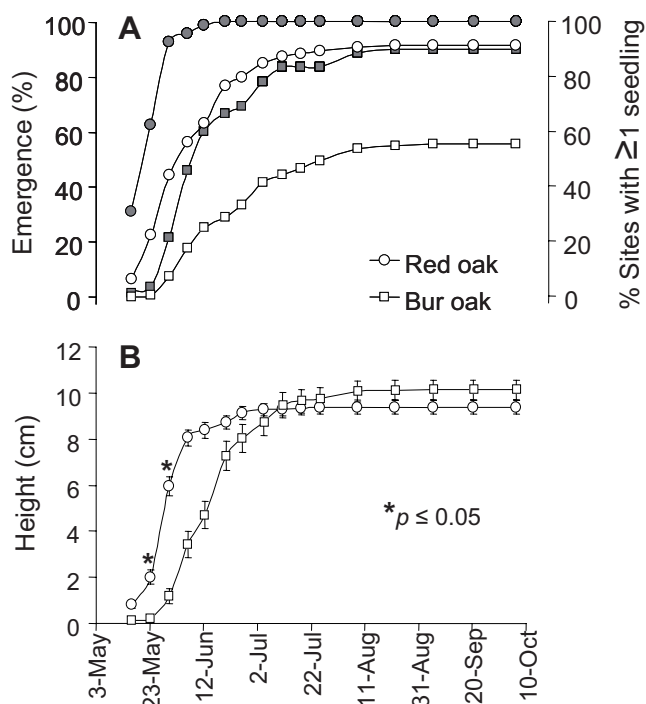 A
100
80
60
40
20
0
Emergence (%)
100
80
60
40
20
0
% Sites with ≥1 seedling
Red oak
Bur oak
B
12
10
8
6
4
2
0
Height (cm)
*
*
*p ≤ 0.05
3-May
23-May
12-Jun
2-Jul
22-Jul
11-Aug
31-Aug
20-Sep
10-Oct